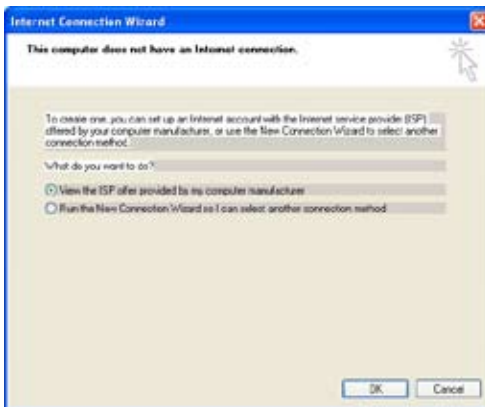 Internet Connection Wizard
This computer does not have an Internet connection.
To create one, you can set up an Internet account with the Internet service provider (ISP)
offered by your computer manufacturer, or use the New Connection Wizard to select another
connection method.
What do you want to do?
View the ISP offer provided by my computer manufacturer
Run the New Connection Wizard so I can select another connection method
OK
Cancel